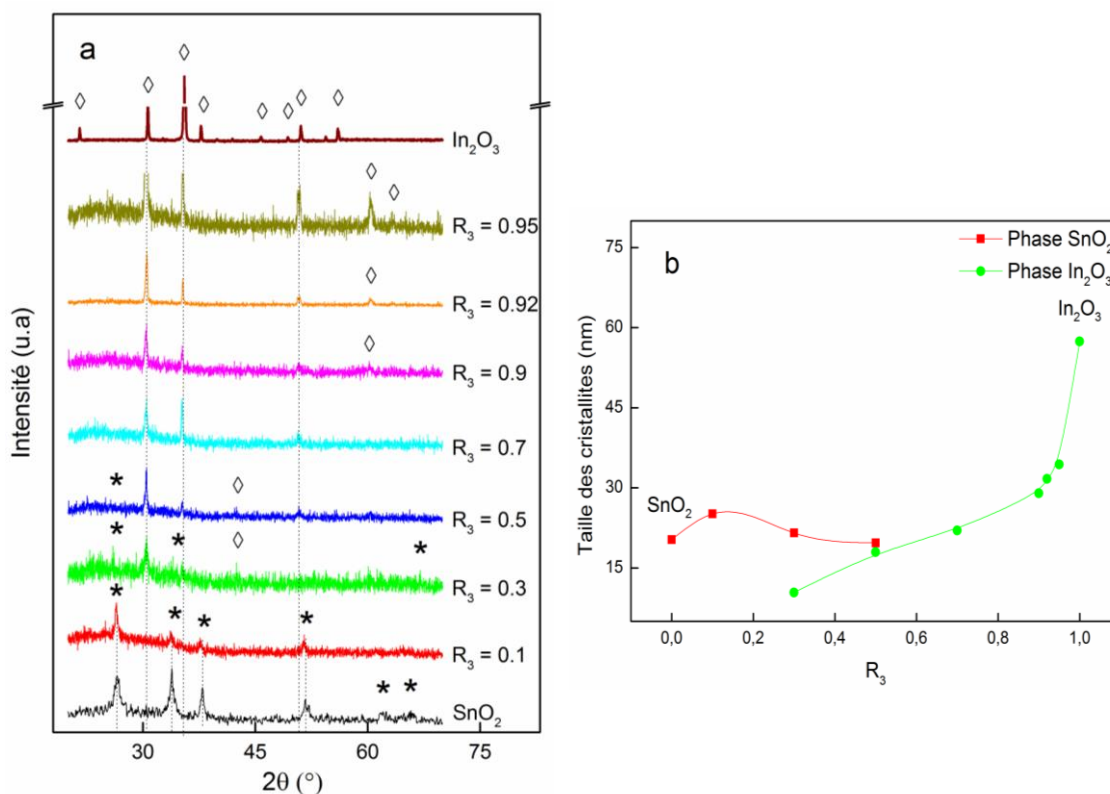 a
In₂O₃
R₃ = 0.95
R₃ = 0.92
R₃ = 0.9
R₃ = 0.7
R₃ = 0.5
R₃ = 0.3
R₃ = 0.1
SnO₂
Intensité (u.a)
30 45 60 75
2θ (°)
b
Phase SnO₂
Phase In₂O₃
In₂O₃
SnO₂
75
60
45
30
15
Taille des cristallites (nm)
0,0 0,2 0,4 0,6 0,8 1,0
R₃